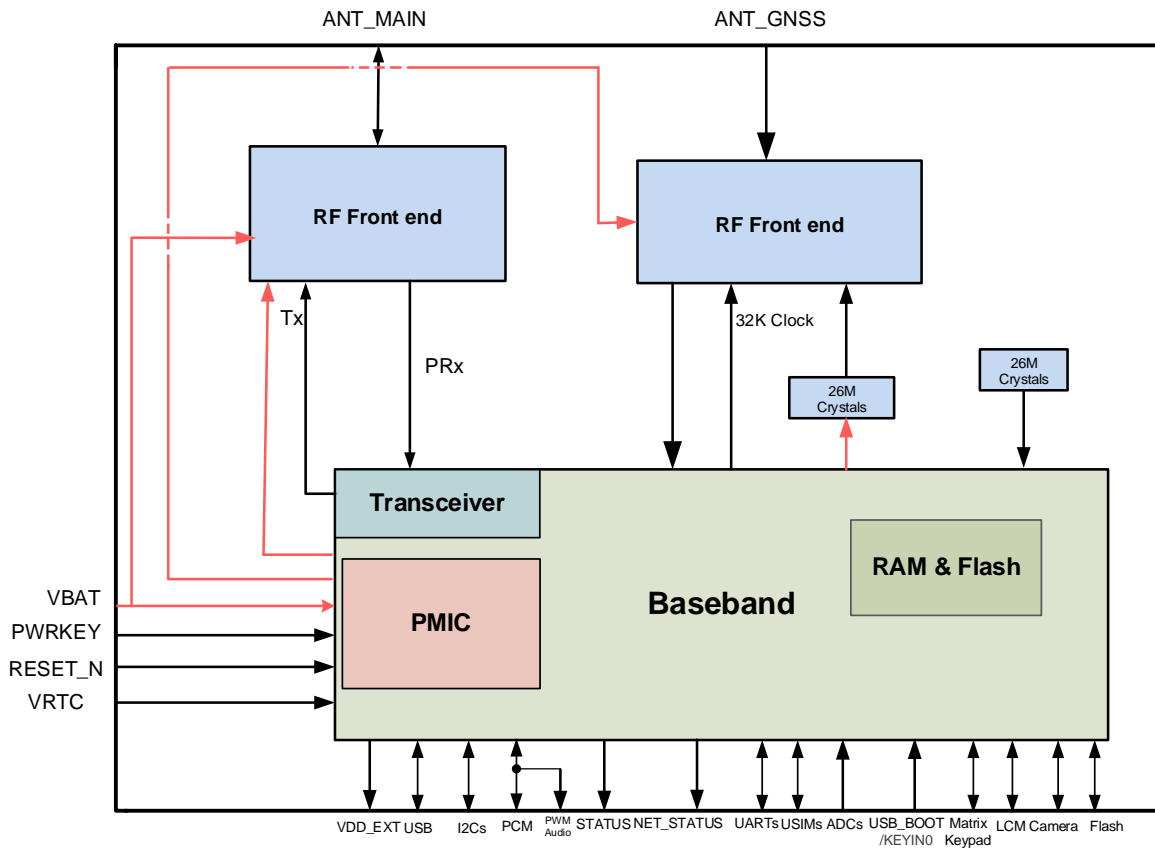 ANT_MAIN
ANT_GNSS
RF Front end
RF Front end
Tx
PRx
32K Clock
26M
Crystals
26M
Crystals
Transceiver
RAM & Flash
Baseband
PMIC
VBAT
PWRKEY
RESET_N
VRTC
VDD_EXT
USB
I2Cs
PCM
PWM
Audio
STATUS
NET_STATUS
UARTs
USIMs
ADCs
USB_BOOT
/KEYIN0
Matrix
Keypad
LCM
Camera
Flash